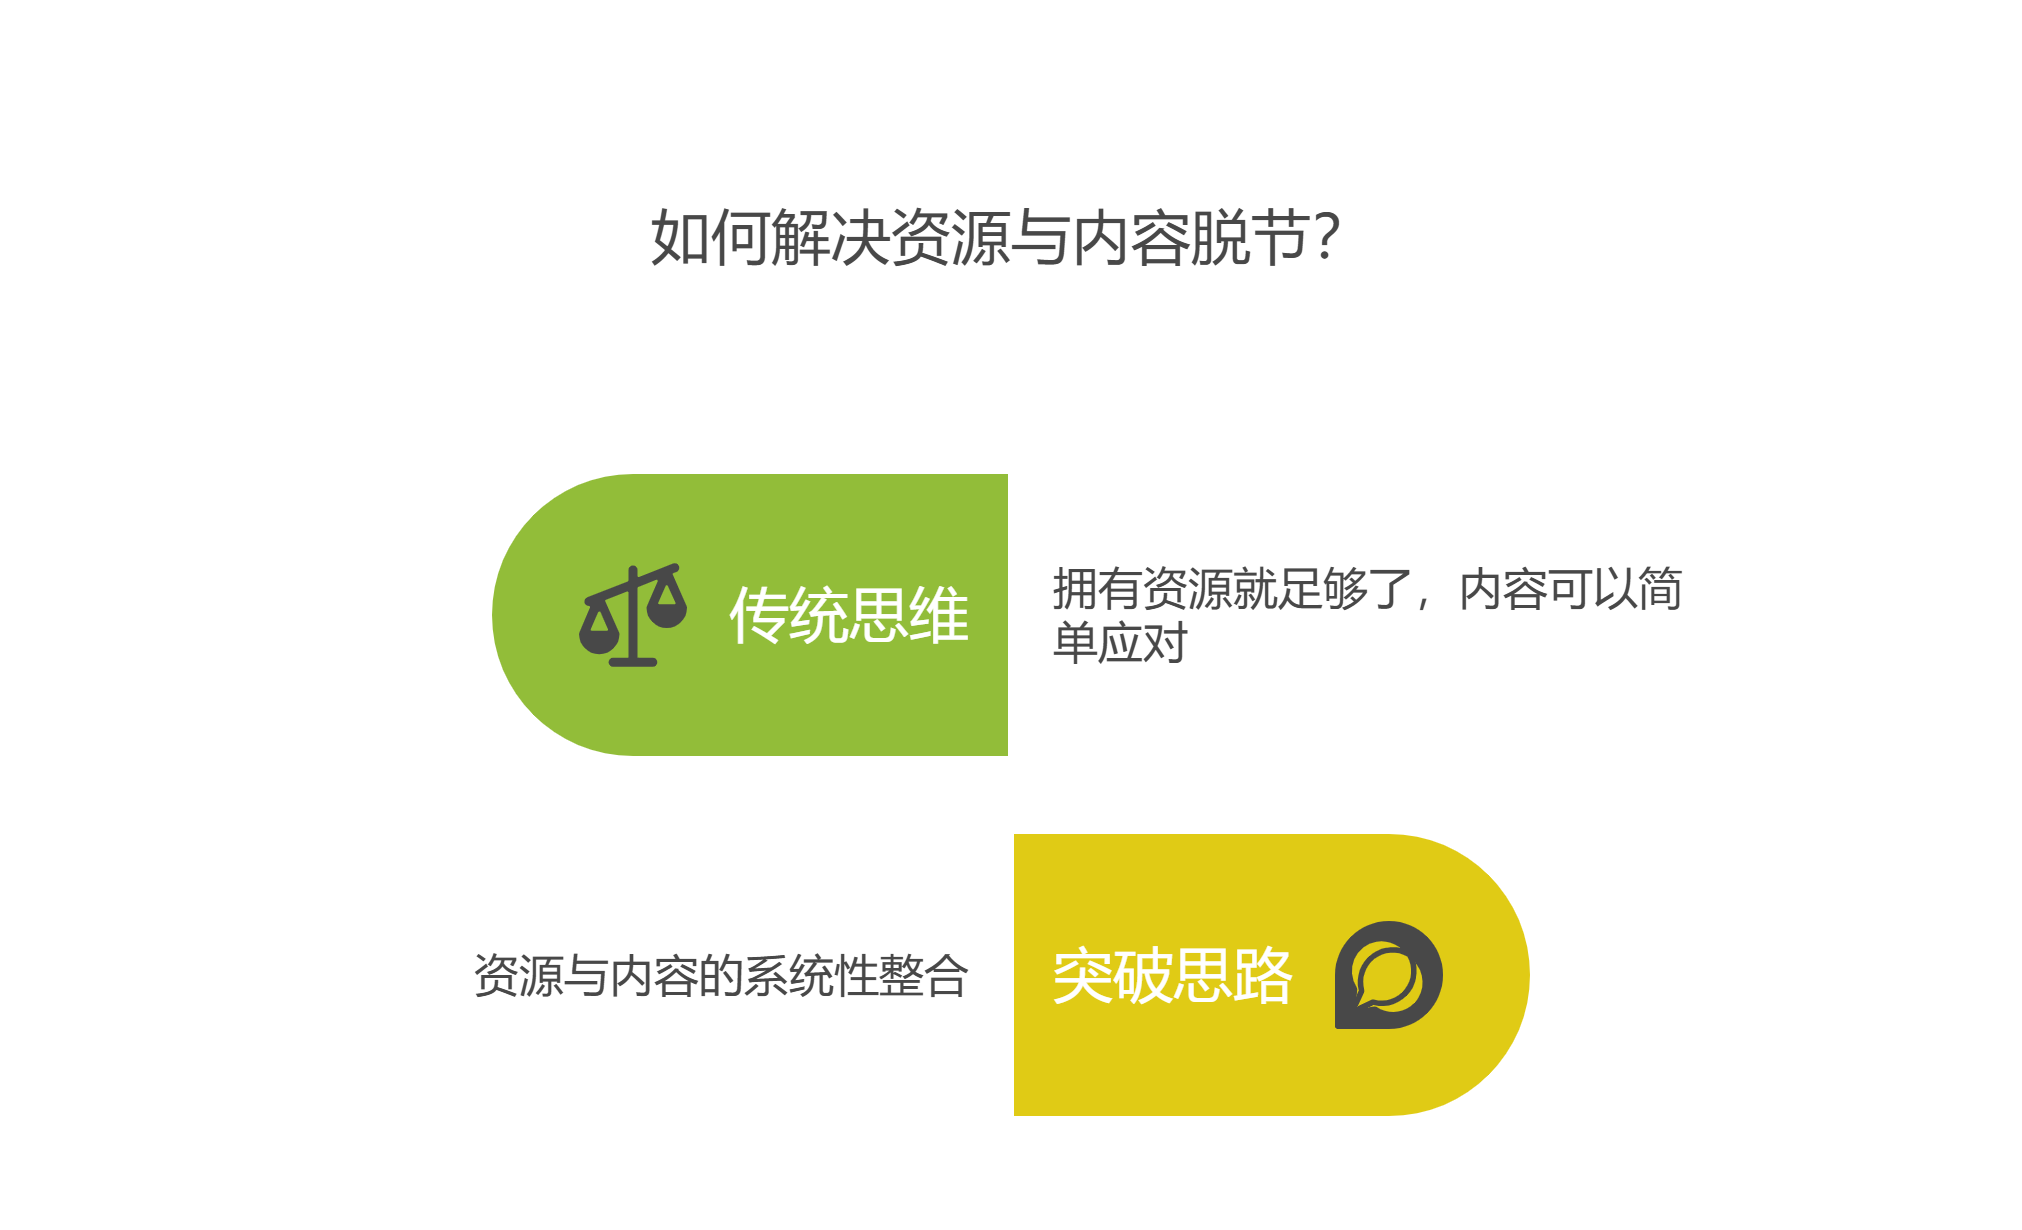 如何解决资源与内容脱节？
传统思维
拥有资源就足够了，内容可以简
单应对
资源与内容的系统性整合
突破思路